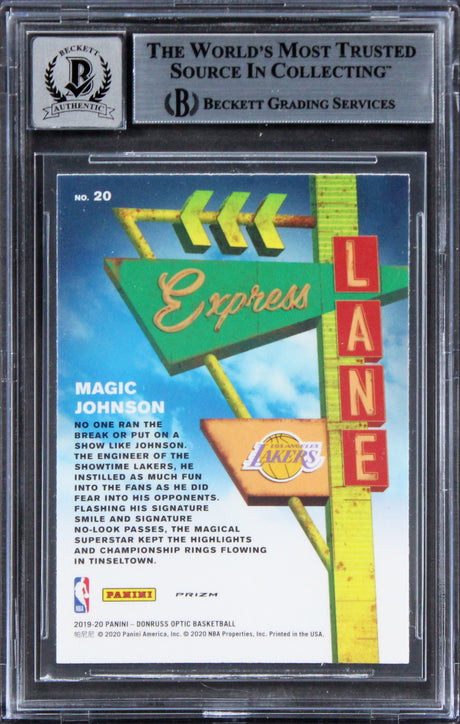 BECKETT
AUTHENTIC
THE WORLD'S MOST TRUSTED
SOURCE IN COLLECTING™
BECKETT GRADING SERVICES
NO. 20
Express
LANE
LOS ANGELES
LAKERS
MAGIC
JOHNSON
NO ONE RAN THE
BREAK OR PUT ON A
SHOW LIKE JOHNSON.
THE ENGINEER OF THE
SHOWTIME LAKERS, HE
INSTILLED AS MUCH FUN
INTO THE FANS AS HE DID
FEAR INTO HIS OPPONENTS.
FLASHING HIS SIGNATURE
SMILE AND SIGNATURE
NO-LOOK PASSES, THE MAGICAL
SUPERSTAR KEPT THE HIGHLIGHTS
AND CHAMPIONSHIP RINGS FLOWING
IN TINSELTOWN.
NBA
PANINI
PRIZM
2019-20 PANINI – DONRUSS OPTIC BASKETBALL
帕尼尼 © 2020 Panini America, Inc. © 2020 NBA Properties, Inc. Printed in the USA.